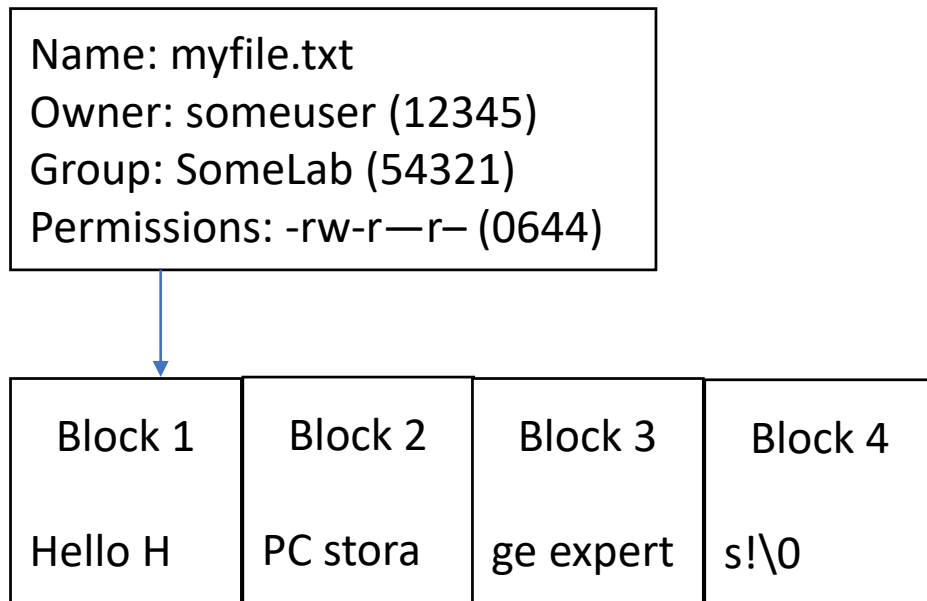 Name: myfile.txt
Owner: someuser (12345)
Group: SomeLab (54321)
Permissions: -rw-r—r– (0644)
Block 1
Block 2
Block 3
Block 4
Hello H
PC stora
ge expert
s!\0